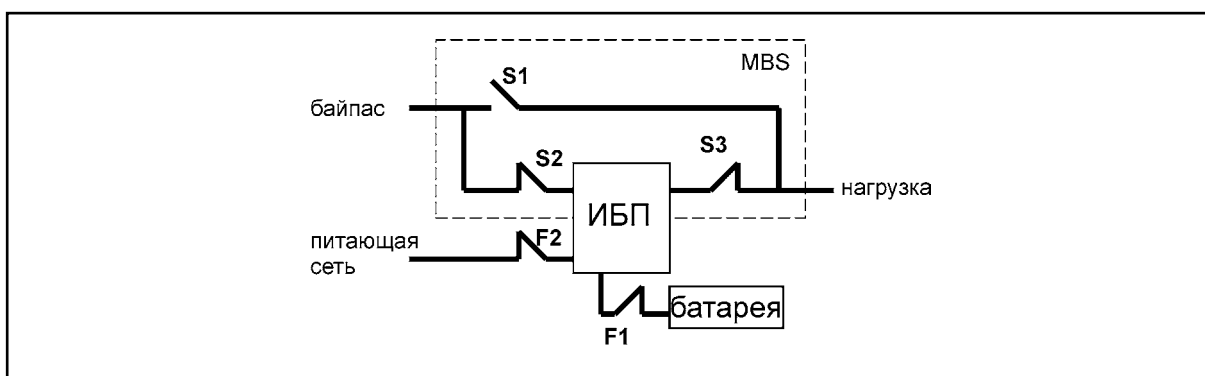 MBS
S1
байпас
S2
S3
ИБП
нагрузка
питающая
сеть
F2
батарея
F1